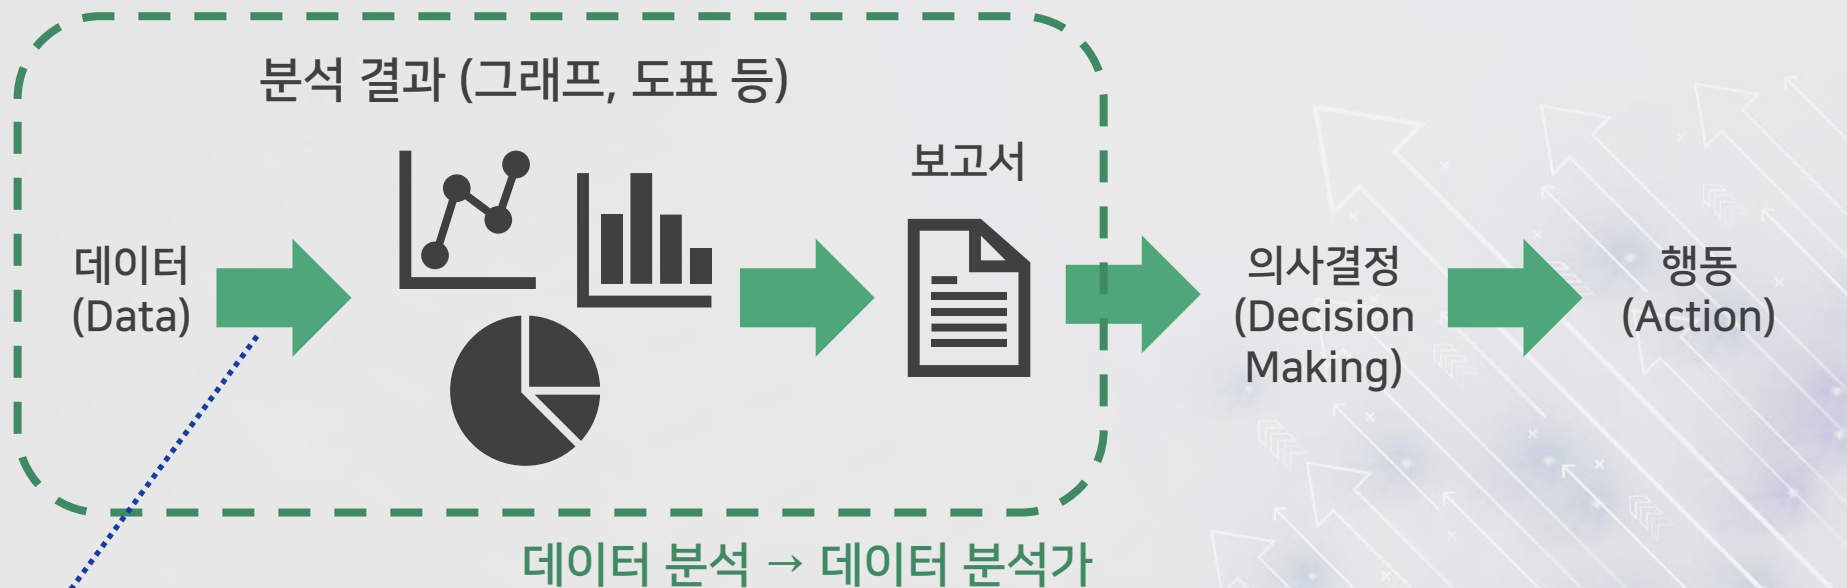 분석 결과 (그래프, 도표 등)
보고서
데이터
(Data)
의사결정
(Decision
Making)
행동
(Action)
데이터 분석 → 데이터 분석가